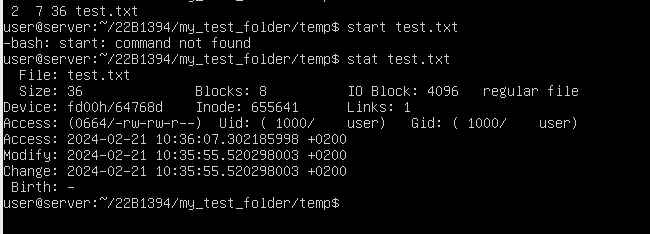 2  7 36 test.txt
user@server:~/22B1394/my_test_folder/temp$ start test.txt
-bash: start: command not found
user@server:~/22B1394/my_test_folder/temp$ stat test.txt
  File: test.txt
  Size: 36              Blocks: 8          IO Block: 4096   regular file
Device: fd00h/64768d    Inode: 655641      Links: 1
Access: (0664/-rw-rw-r--)  Uid: ( 1000/    user)   Gid: ( 1000/    user)
Access: 2024-02-21 10:36:07.302185998 +0200
Modify: 2024-02-21 10:35:55.520298003 +0200
Change: 2024-02-21 10:35:55.520298003 +0200
 Birth: -
user@server:~/22B1394/my_test_folder/temp$